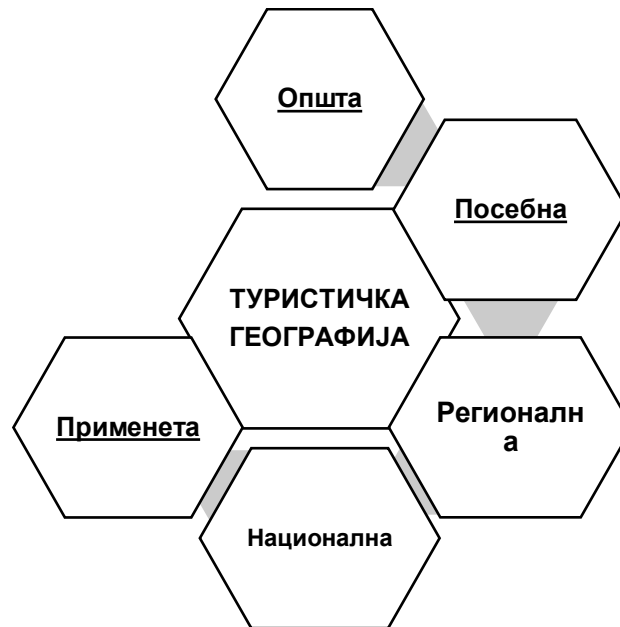 Општа
Посебна
ТУРИСТИЧКА
ГЕОГРАФИЈА
Применета
Регионалн
а
Национална